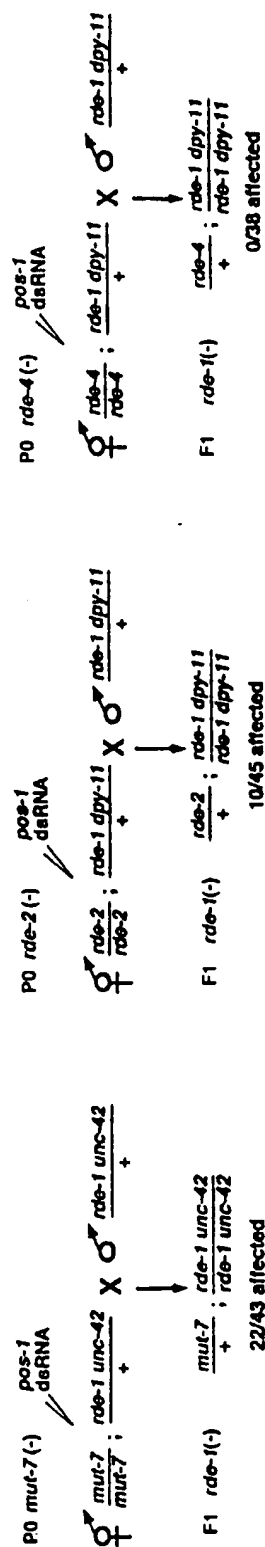 P0 mut-7(-)
pos-1
dsRNA
⚥ mut-7 ; rde-1 unc-42 X ♂ rde-1 unc-42
mut-7 + +
F1 rde-1(-)
mut-7 ; rde-1 unc-42
+ rde-1 unc-42
22/43 affected
P0 rde-2(-)
pos-1
dsRNA
⚥ rde-2 ; rde-1 dpy-11 X ♂ rde-1 dpy-11
rde-2 + +
F1 rde-1(-)
rde-2 ; rde-1 dpy-11
+ rde-1 dpy-11
10/45 affected
P0 rde-4(-)
pos-1
dsRNA
⚥ rde-4 ; rde-1 dpy-11 X ♂ rde-1 dpy-11
rde-4 + +
F1 rde-1(-)
rde-4 ; rde-1 dpy-11
+ rde-1 dpy-11
0/38 affected